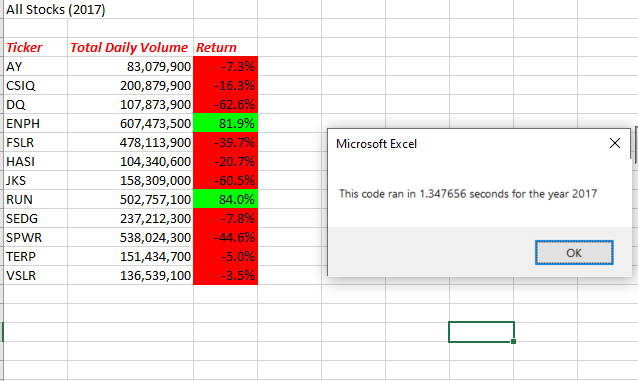 All Stocks (2017)
Ticker Total Daily Volume Return
AY 83,079,900 -7.3%
CSIQ 200,879,900 -16.3%
DQ 107,873,900 -62.6%
ENPH 607,473,500 81.9%
FSLR 478,113,900 -39.7%
HASI 104,340,600 -20.7%
JKS 158,309,000 -60.5%
RUN 502,757,100 84.0%
SEDG 237,212,300 -7.8%
SPWR 538,024,300 -44.6%
TERP 151,434,700 -5.0%
VSLR 136,539,100 -3.5%
Microsoft Excel
This code ran in 1.347656 seconds for the year 2017
OK